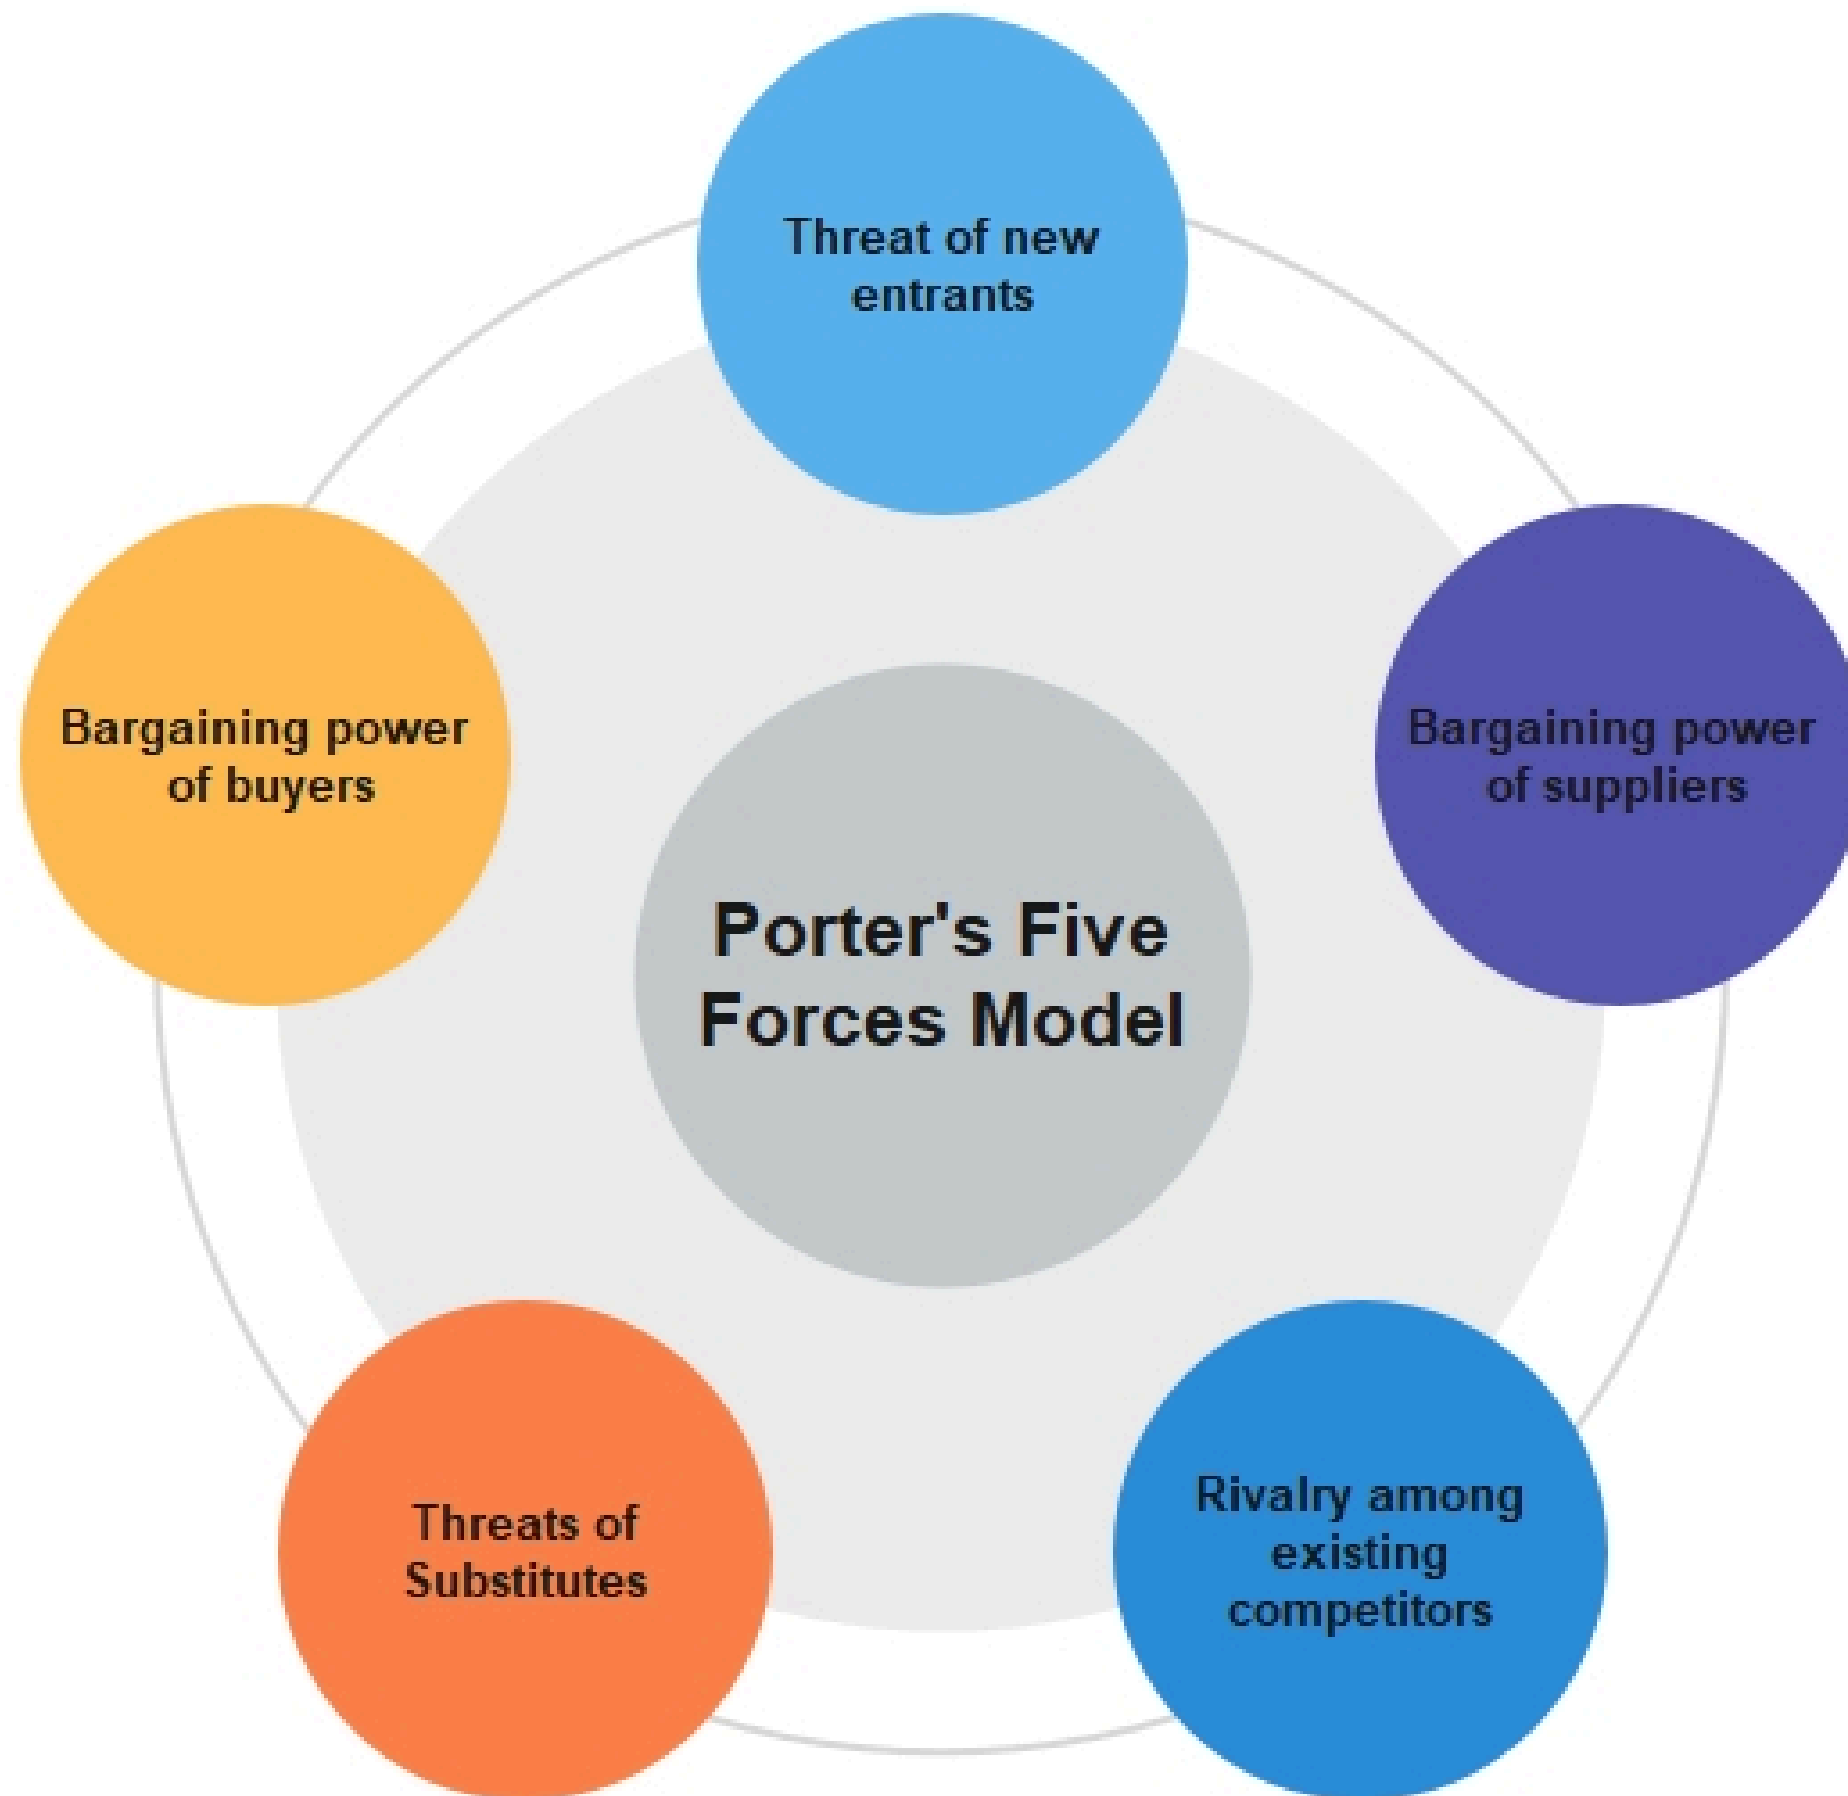 Threat of new
entrants
Bargaining power
of buyers
Bargaining power
of suppliers
Porter's Five
Forces Model
Threats of
Substitutes
Rivalry among
existing
competitors